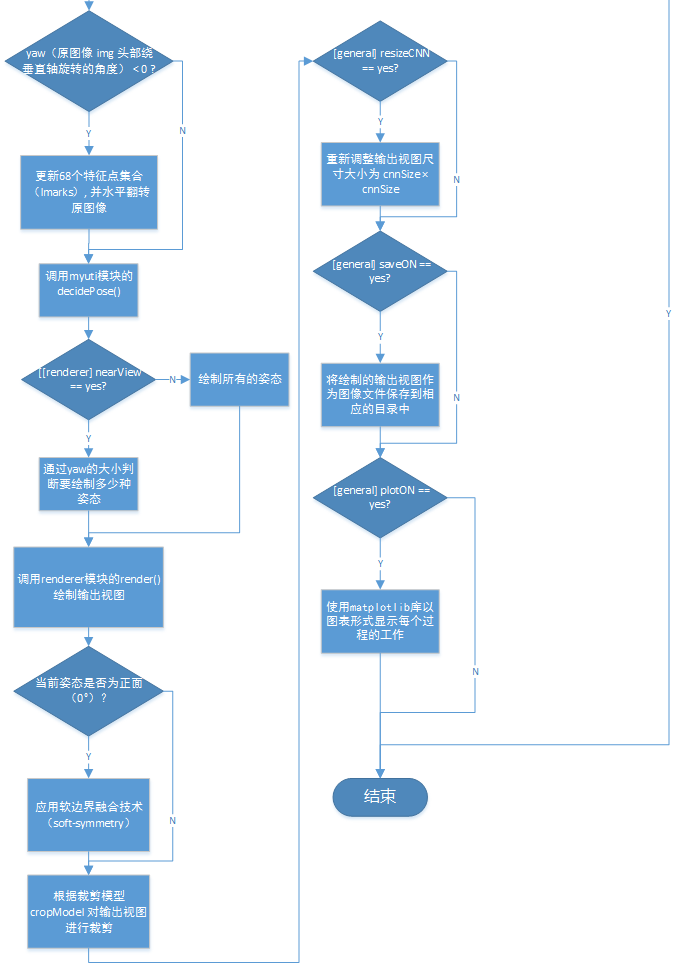 yaw（原图像 img 头部绕
垂直轴旋转的角度）<0？
Y
N
更新68个特征点集合
（lmarks）, 并水平翻转
原图像
调用myuti模块的
decidePose()
[[renderer] nearView
== yes?
N
绘制所有的姿态
Y
通过yaw的大小判
断要绘制多少种
姿态
调用renderer模块的render()
绘制输出视图
当前姿态是否为正面
（0°）？
Y
N
应用软边界融合技术
（soft-symmetry）
根据裁剪模型
cropModel 对输出视图
进行裁剪
[general] resizeCNN
== yes?
Y
N
重新调整输出视图尺
寸大小为 cnnSize×
cnnSize
[general] saveON ==
yes?
Y
N
将绘制的输出视图作
为图像文件保存到相
应的目录中
[general] plotON ==
yes?
Y
N
使用matplotlib库以
图表形式显示每个过
程的工作
Y
结束